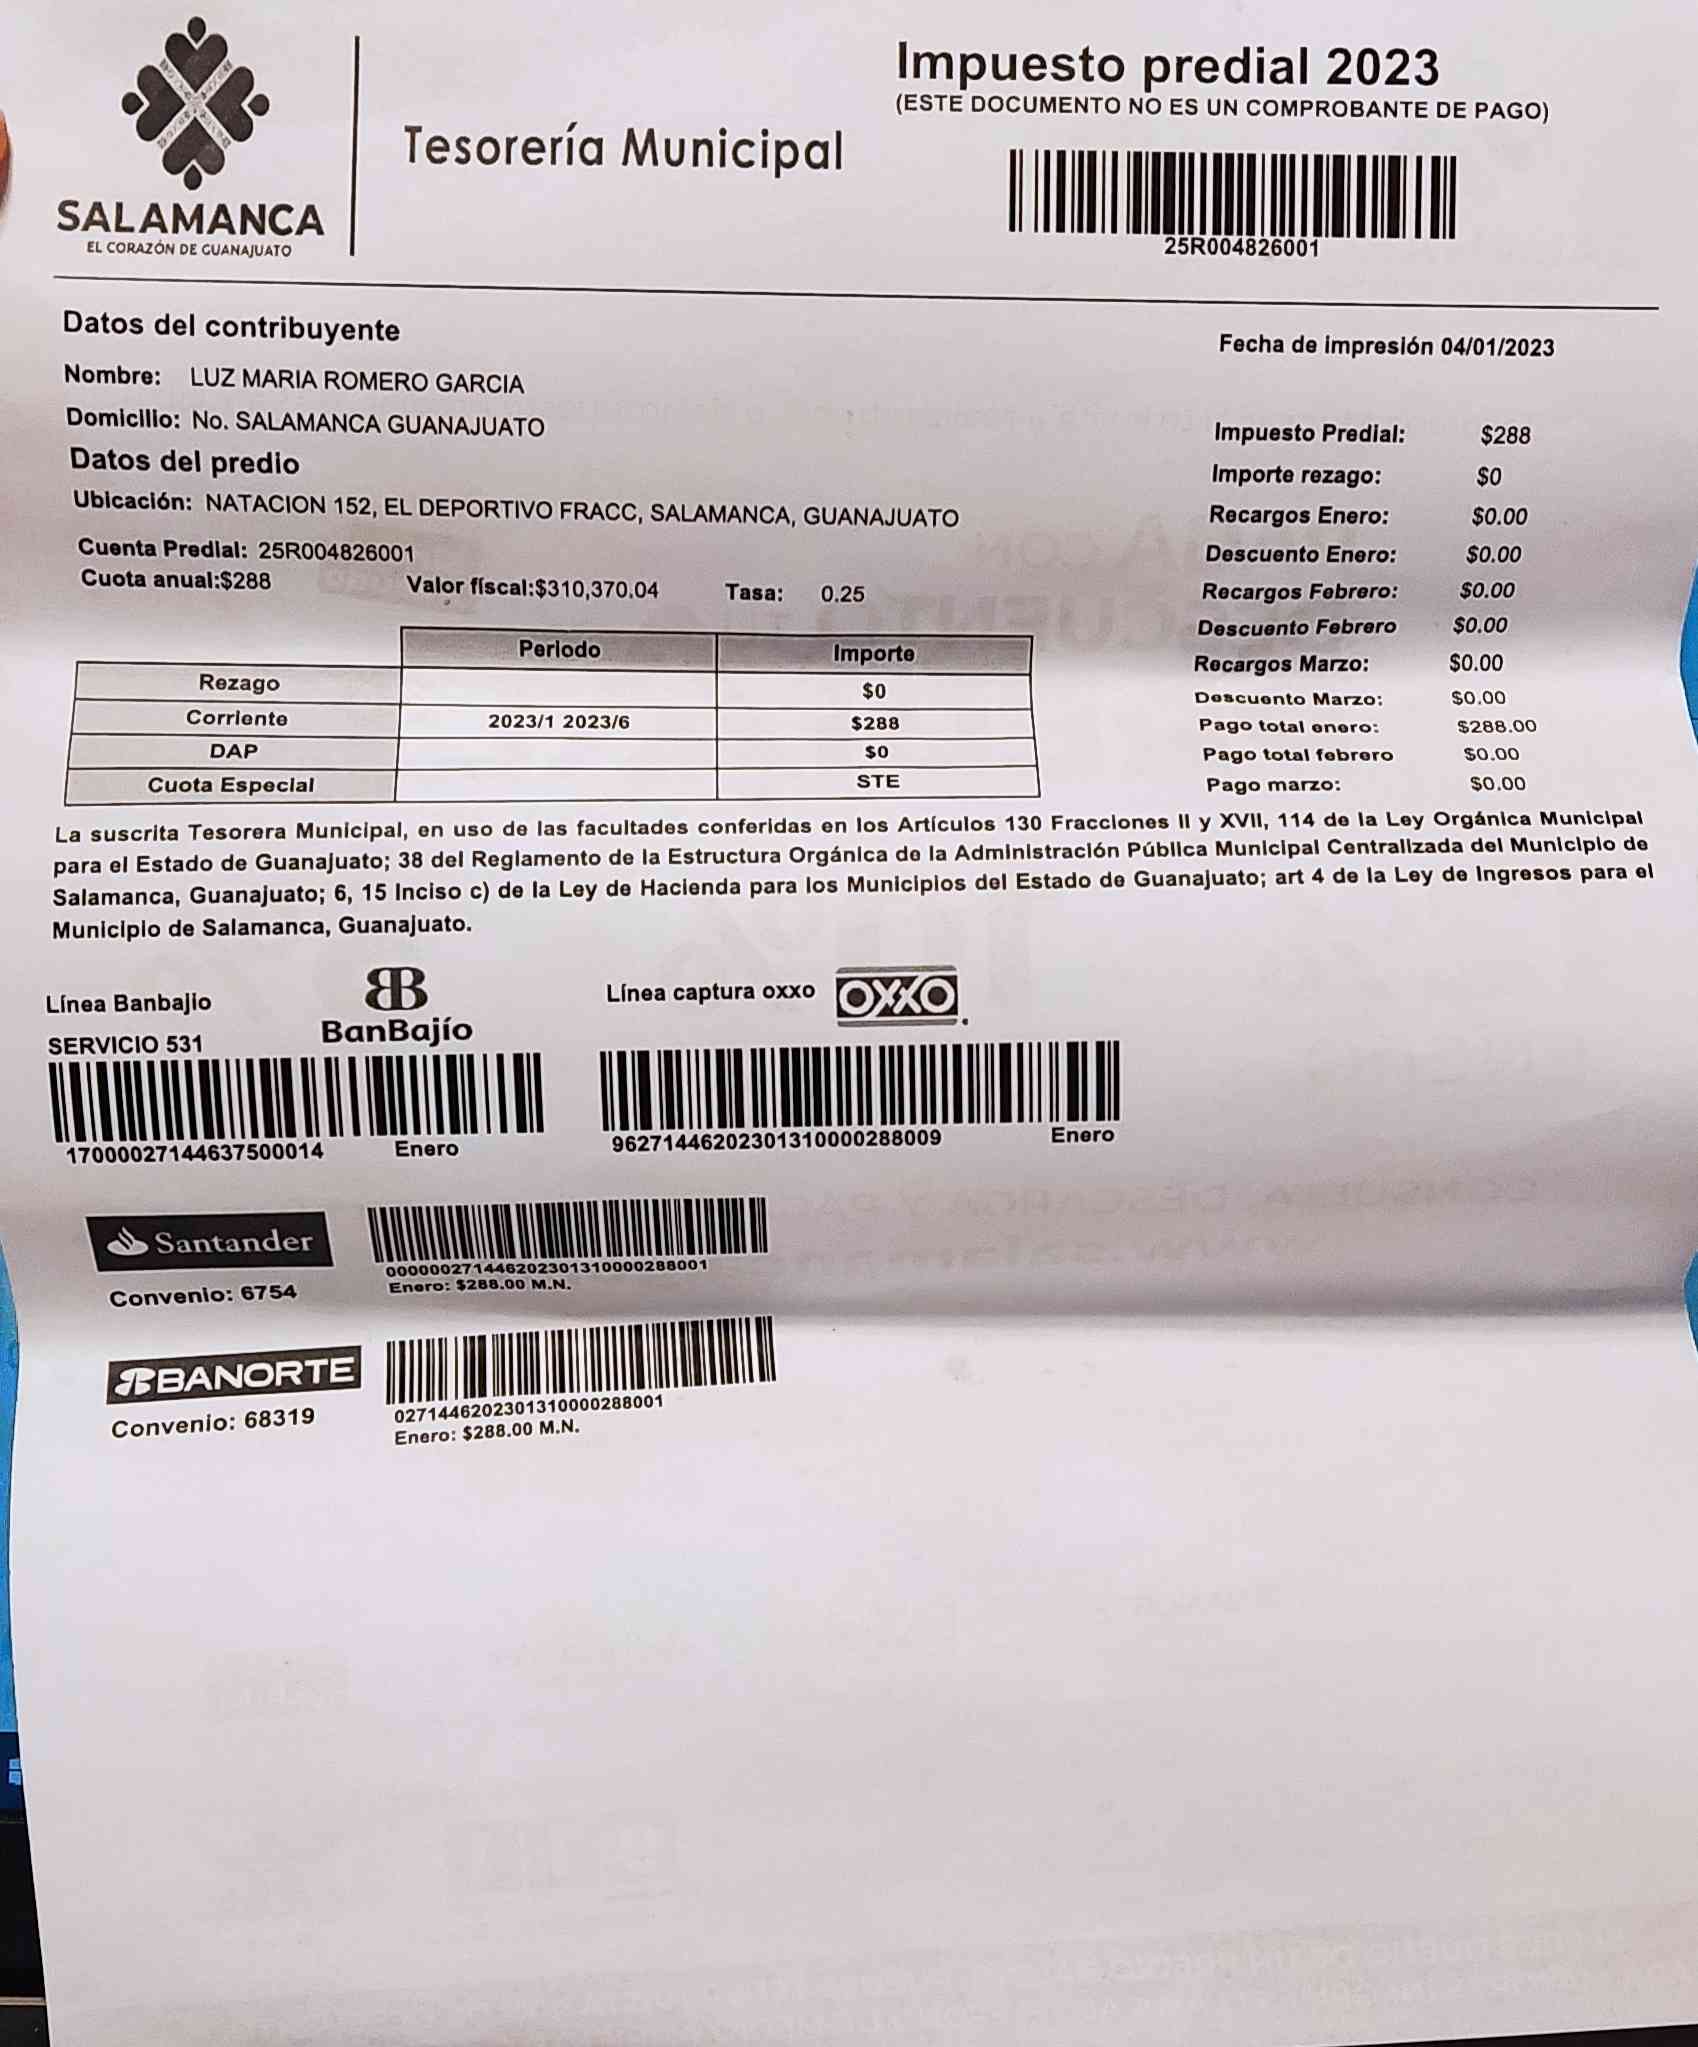 SALAMANCA
EL CORAZÓN DE GUANAJUATO
Tesorería Municipal
Impuesto predial 2023
(ESTE DOCUMENTO NO ES UN COMPROBANTE DE PAGO)
25R004826001
Datos del contribuyente
Fecha de impresión 04/01/2023
Nombre: LUZ MARIA ROMERO GARCIA
Domicilio: No. SALAMANCA GUANAJUATO
Datos del predio
Ubicación: NATACION 152, EL DEPORTIVO FRACC, SALAMANCA, GUANAJUATO
Cuenta Predial: 25R004826001
Cuota anual:$288 Valor fiscal:$310,370.04 Tasa: 0.25
Impuesto Predial: $288
Importe rezago: $0
Recargos Enero: $0.00
Descuento Enero: $0.00
Recargos Febrero: $0.00
Descuento Febrero $0.00
Recargos Marzo: $0.00
Descuento Marzo: $0.00
Pago total enero: $288.00
Pago total febrero $0.00
Pago marzo: $0.00
Periodo Importe
Rezago $0
Corriente 2023/1 2023/6 $288
DAP $0
Cuota Especial STE
La suscrita Tesorera Municipal, en uso de las facultades conferidas en los Artículos 130 Fracciones II y XVII, 114 de la Ley Orgánica Municipal
para el Estado de Guanajuato; 38 del Reglamento de la Estructura Orgánica de la Administración Pública Municipal Centralizada del Municipio de
Salamanca, Guanajuato; 6, 15 Inciso c) de la Ley de Hacienda para los Municipios del Estado de Guanajuato; art 4 de la Ley de Ingresos para el
Municipio de Salamanca, Guanajuato.
Línea Banbajio
SERVICIO 531
BanBajío
17000027144637500014 Enero
Línea captura oxxo
OXXO
96271446202301310000288009 Enero
Santander
Convenio: 6754
000000271446202301310000288001
Enero: $288.00 M.N.
BANORTE
Convenio: 68319
0271446202301310000288001
Enero: $288.00 M.N.